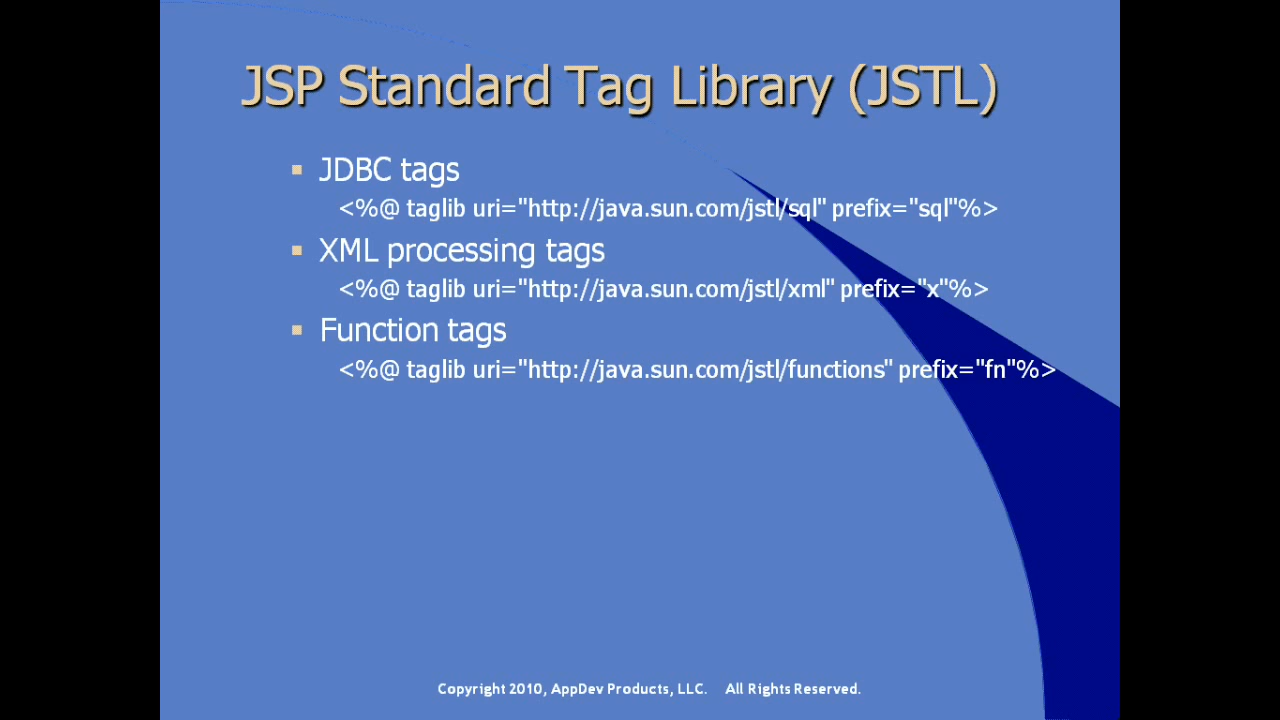 JSP Standard Tag Library (JSTL)
▪ JDBC tags
<%@ taglib uri="http://java.sun.com/jstl/sql" prefix="sql"%>
▪ XML processing tags
<%@ taglib uri="http://java.sun.com/jstl/xml" prefix="x"%>
▪ Function tags
<%@ taglib uri="http://java.sun.com/jstl/functions" prefix="fn"%>
Copyright 2010, AppDev Products, LLC. All Rights Reserved.